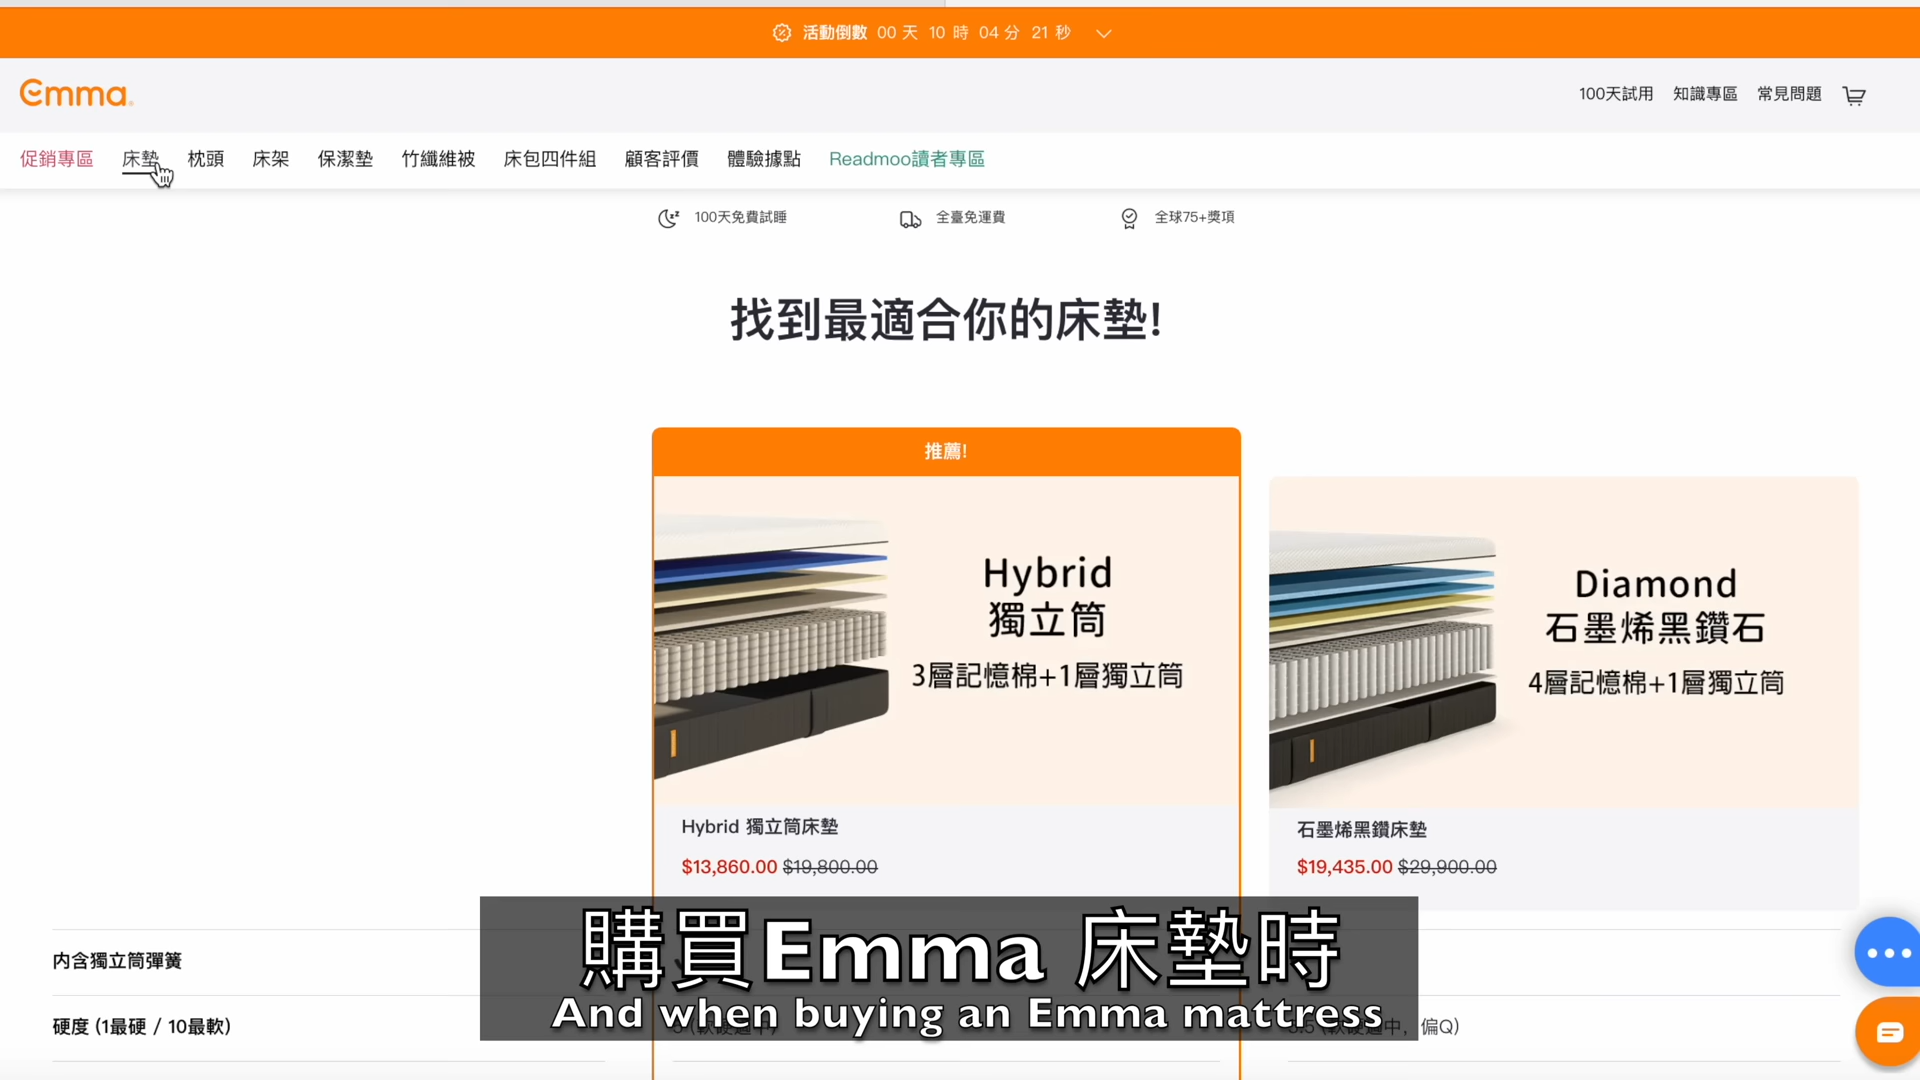 活動倒數 00 天 10 時 04 分 21 秒
Emma
100天試用 知識專區 常見問題
促銷專區 床墊 枕頭 床架 保潔墊 竹纖維被 床包四件組 顧客評價 體驗據點 Readmoo讀者專區
100天免費試睡 全臺免運費 全球75+獎項
找到最適合你的床墊!
推薦!
Hybrid
獨立筒
3層記憶棉+1層獨立筒
Diamond
石墨烯黑鑽石
4層記憶棉+1層獨立筒
Hybrid 獨立筒床墊
$13,860.00 $19,800.00
石墨烯黑鑽床墊
$19,435.00 $29,900.00
內含獨立筒彈簧
硬度 (1最硬 / 10最軟)
中, 偏Q)
購買Emma 床墊時
And when buying an Emma mattress